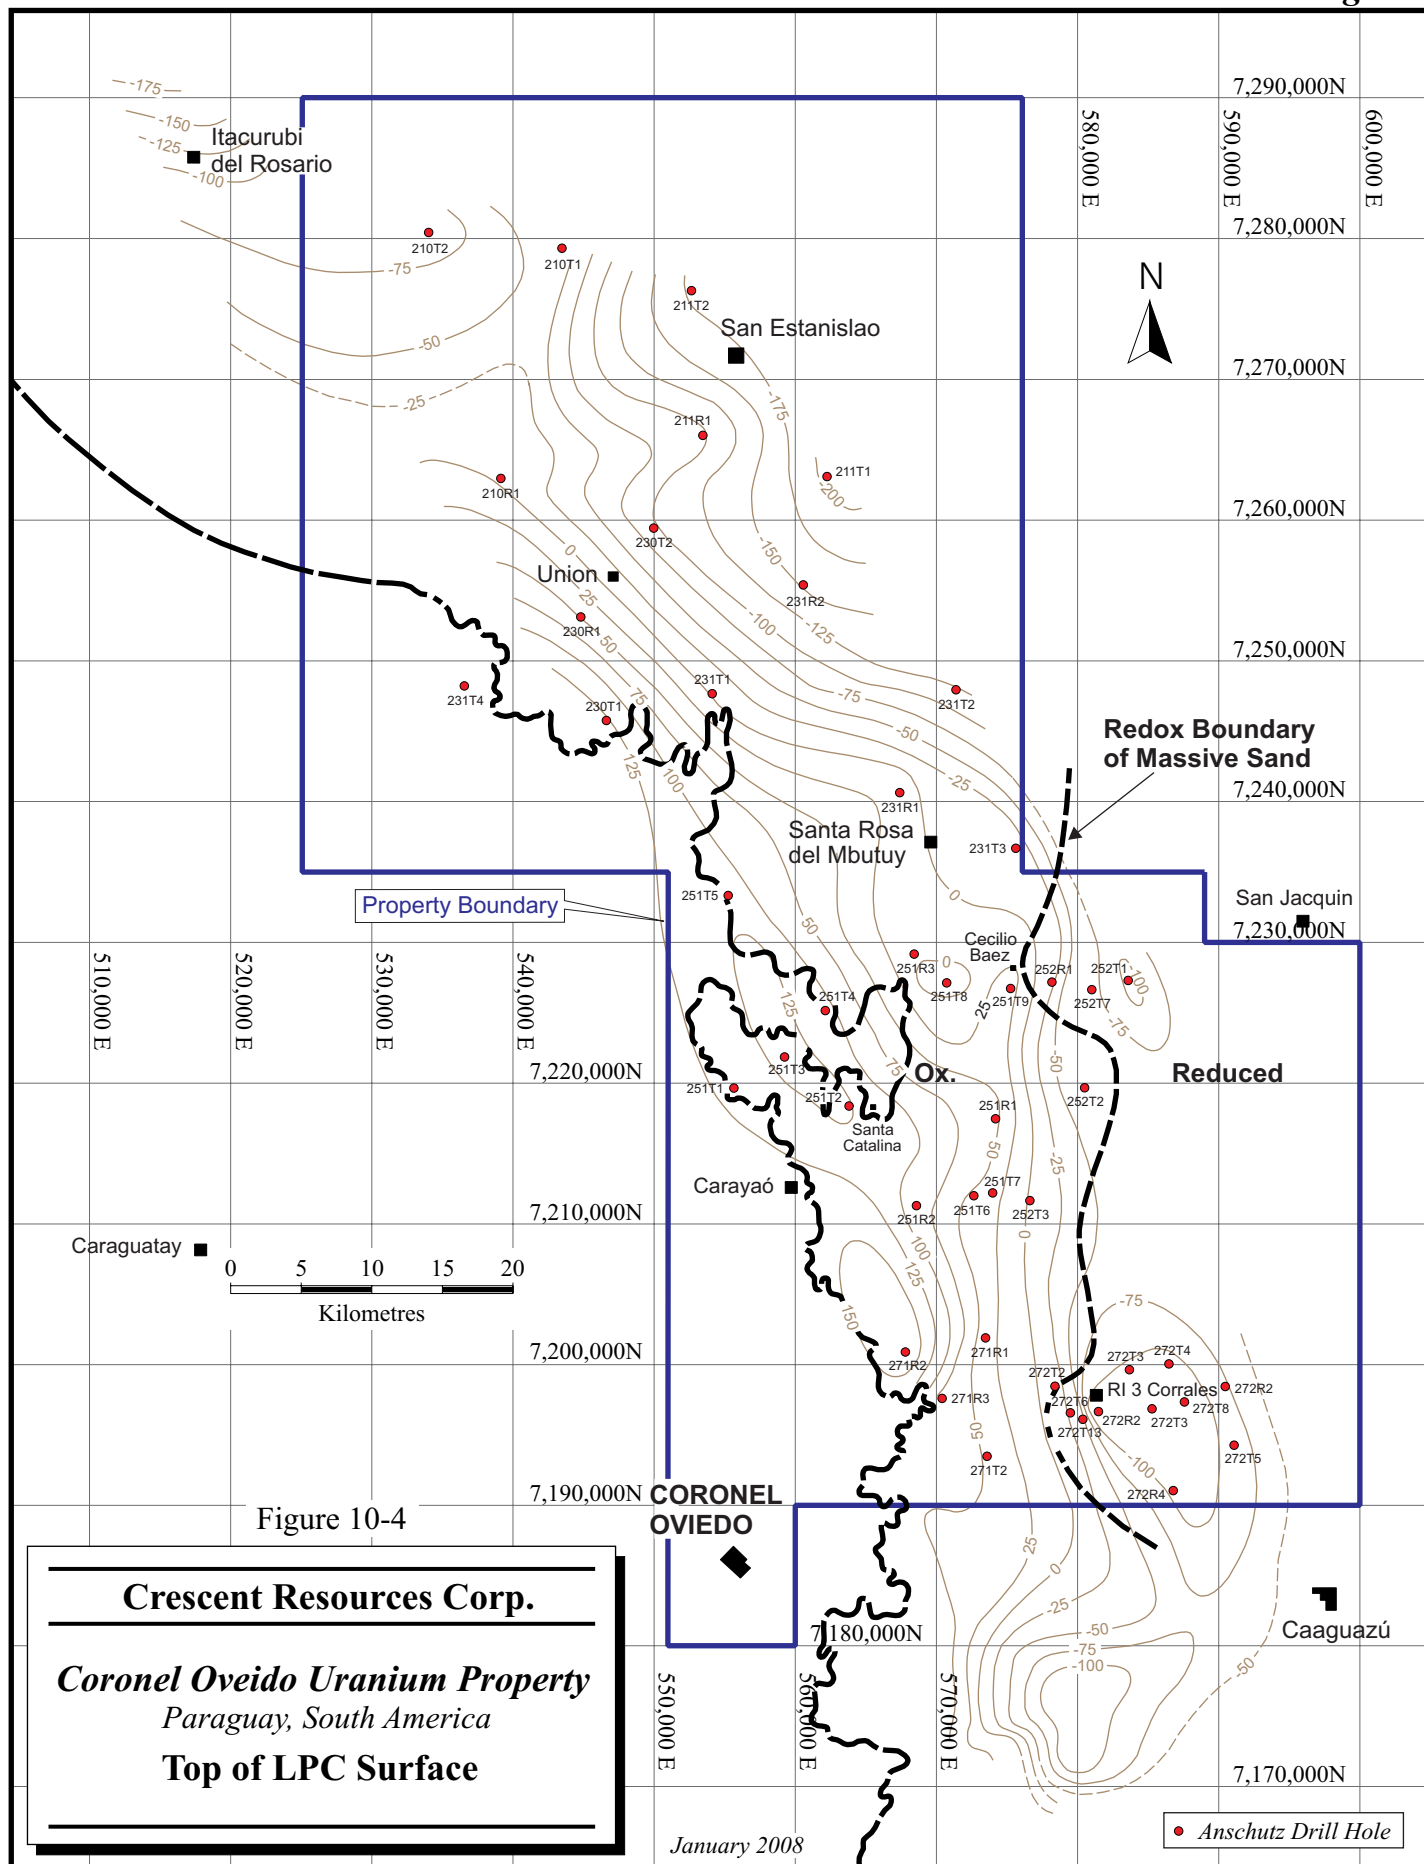 g
-175
-150
-125
-100
Itacurubi
del Rosario
7,290,000N
580,000 E
590,000 E
600,000 E
7,280,000N
210T2
-75
210T1
211T2
San Estanislao
N
-50
7,270,000N
-25
-175
211R1
210R1
211T1
-200
7,260,000N
230T2
-150
0
Union
25
231R2
-100
-125
230R1
50
7,250,000N
231T4
75
231T1
-75
231T2
230T1
-50
Redox Boundary
of Massive Sand
125
100
-25
7,240,000N
231R1
Santa Rosa
del Mbutuy
231T3
0
251T5
Property Boundary
San Jacquin
7,230,000N
50
Cecilio
Baez
510,000 E
520,000 E
530,000 E
540,000 E
251R3
0
251T8
252R1
252T1
-100
251T9
252T7
125
251T4
25
-75
-50
251T3
75
Ox.
Reduced
7,220,000N
251T1
251T2
252T2
Santa
Catalina
251R1
50
-25
Carayaó
251T7
251T6
252T3
251R2
7,210,000N
0
Caraguatay
100
125
0 5 10 15 20
Kilometres
150
-75
7,200,000N
271R2
271R1
272T2
272T3
272T4
RI 3 Corrales
272R2
271R3
272T6
272R2
272T3
272T8
272T13
50
271T2
-100
272T5
272R4
7,190,000N
CORONEL
OVIEDO
Figure 10-4
25
0
-25
Crescent Resources Corp.
-50
7,180,000N
-75
-100
-50
Caaguazú
Coronel Oveido Uranium Property
Paraguay, South America
Top of LPC Surface
550,000 E
560,000 E
570,000 E
7,170,000N
January 2008
Anschutz Drill Hole